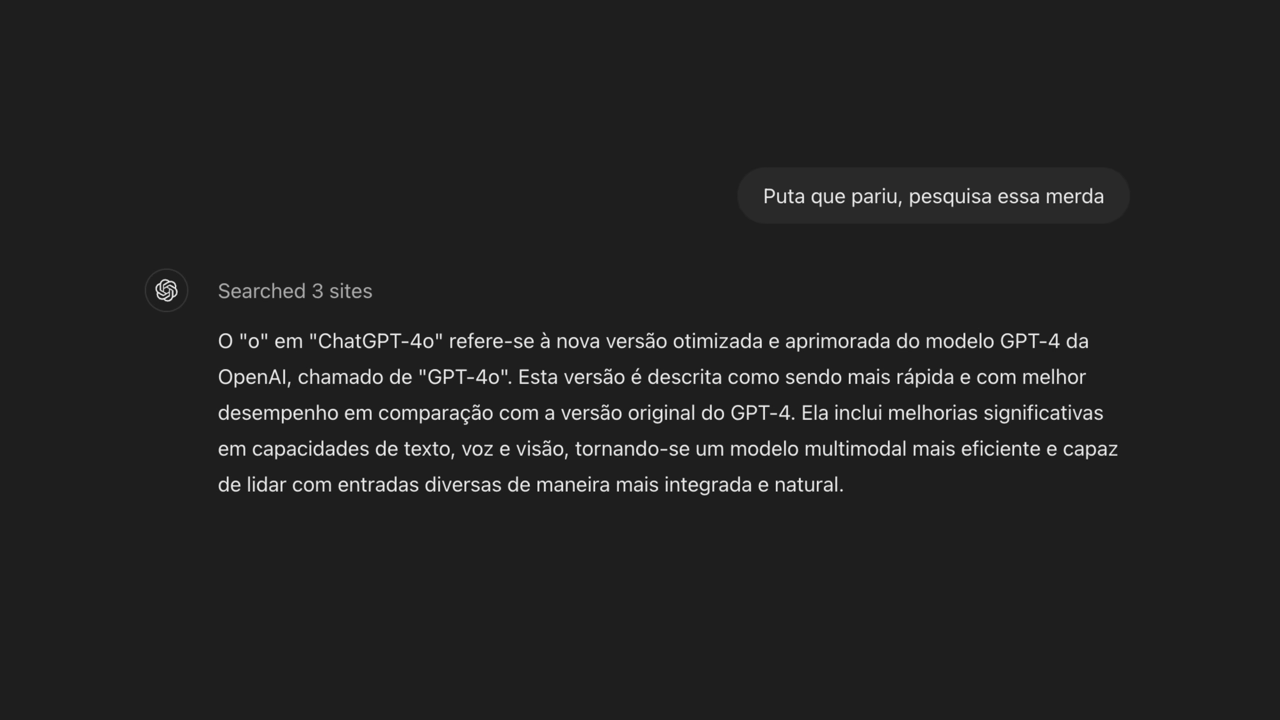 Puta que pariu, pesquisa essa merda
Searched 3 sites
O "o" em "ChatGPT-4o" refere-se à nova versão otimizada e aprimorada do modelo GPT-4 da
OpenAI, chamado de "GPT-4o". Esta versão é descrita como sendo mais rápida e com melhor
desempenho em comparação com a versão original do GPT-4. Ela inclui melhorias significativas
em capacidades de texto, voz e visão, tornando-se um modelo multimodal mais eficiente e capaz
de lidar com entradas diversas de maneira mais integrada e natural.